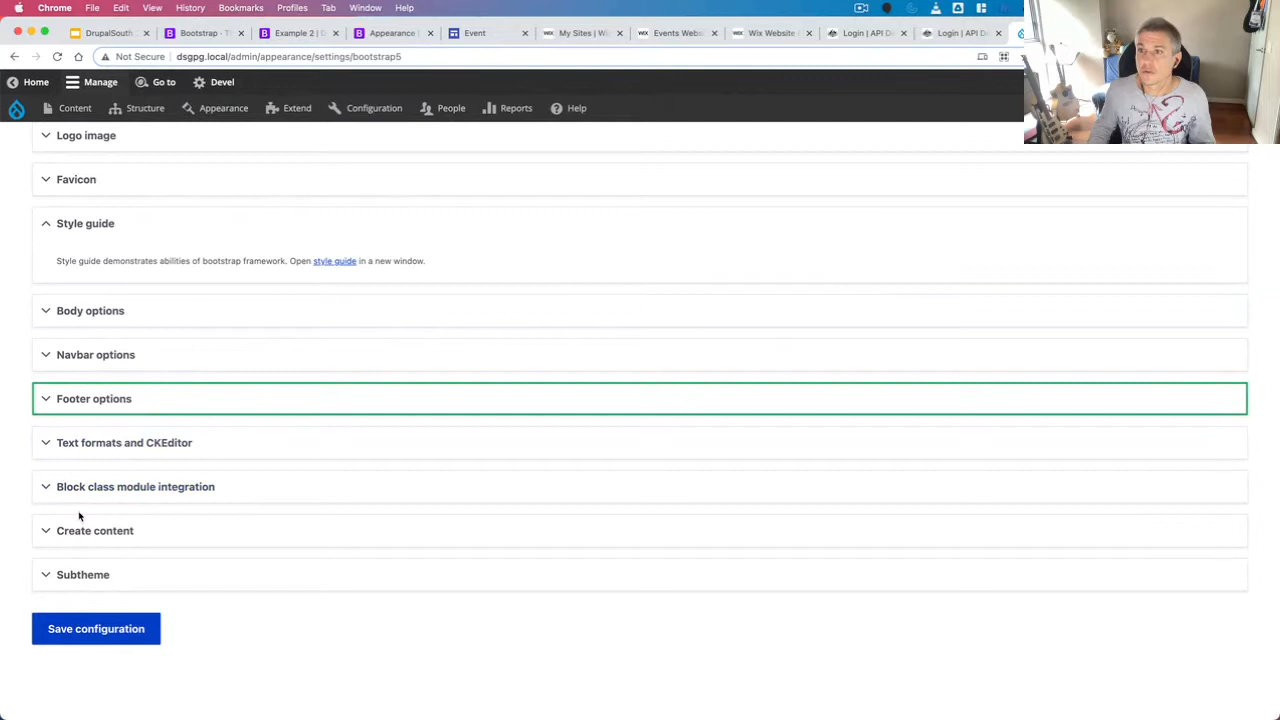 Chrome File Edit View History Bookmarks Profiles Tab Window Help
DrupalSouth Bootstrap - Th Example 2 | D Appearance | Event My Sites | W Events Webs Wix Website Login | API D Login | API De
Not Secure dsgpg.local/admin/appearance/settings/bootstrap5
Home Manage Go to Devel
Content Structure Appearance Extend Configuration People Reports Help
Logo image
Favicon
Style guide
Style guide demonstrates abilities of bootstrap framework. Open style guide in a new window.
Body options
Navbar options
Footer options
Text formats and CKEditor
Block class module integration
Create content
Subtheme
Save configuration